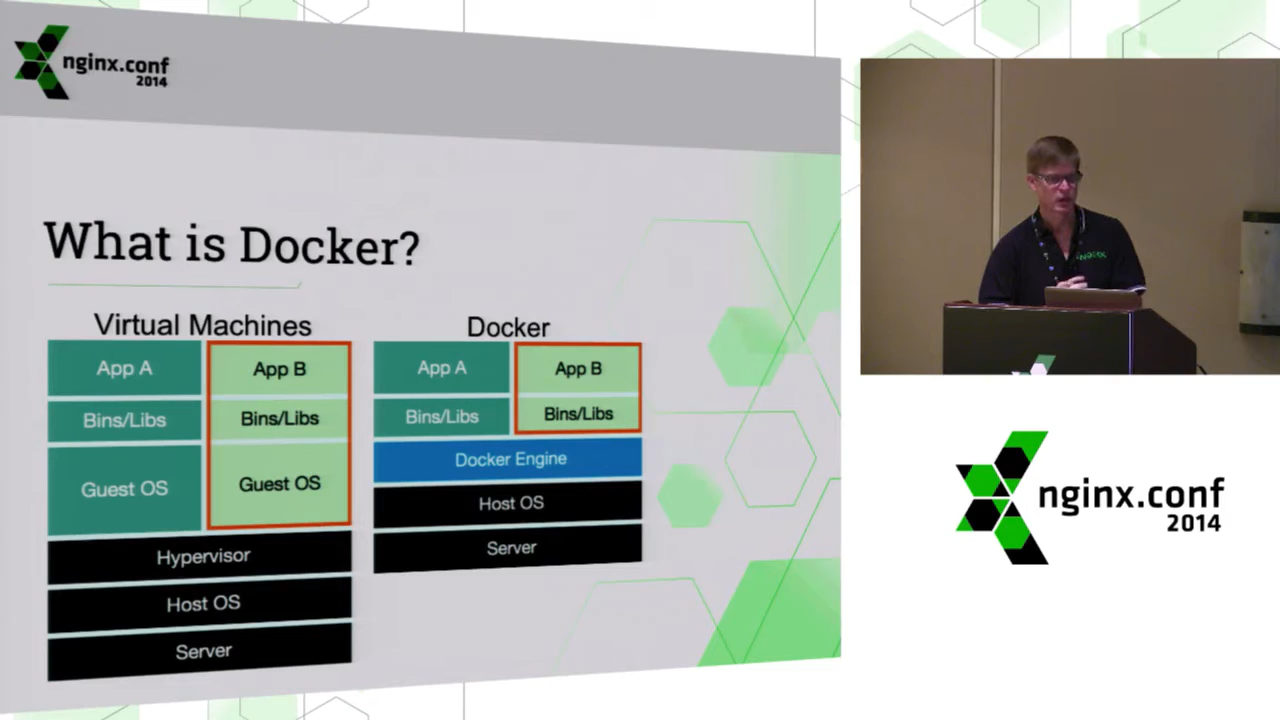 nginx.conf
2014
What is Docker?
Virtual Machines
App A
App B
Bins/Libs
Bins/Libs
Guest OS
Guest OS
Hypervisor
Host OS
Server
Docker
App A
App B
Bins/Libs
Bins/Libs
Docker Engine
Host OS
Server
NGINX
nginx.conf
2014